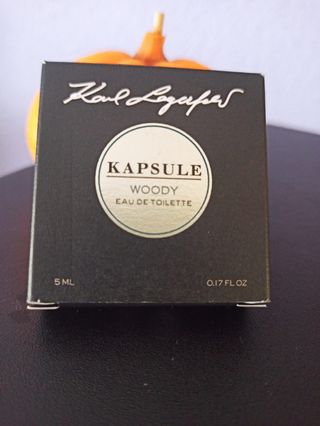 Karl Lagerfeld
KAPSULE
WOODY
EAU DE TOILETTE
5 ML
0.17 FL OZ